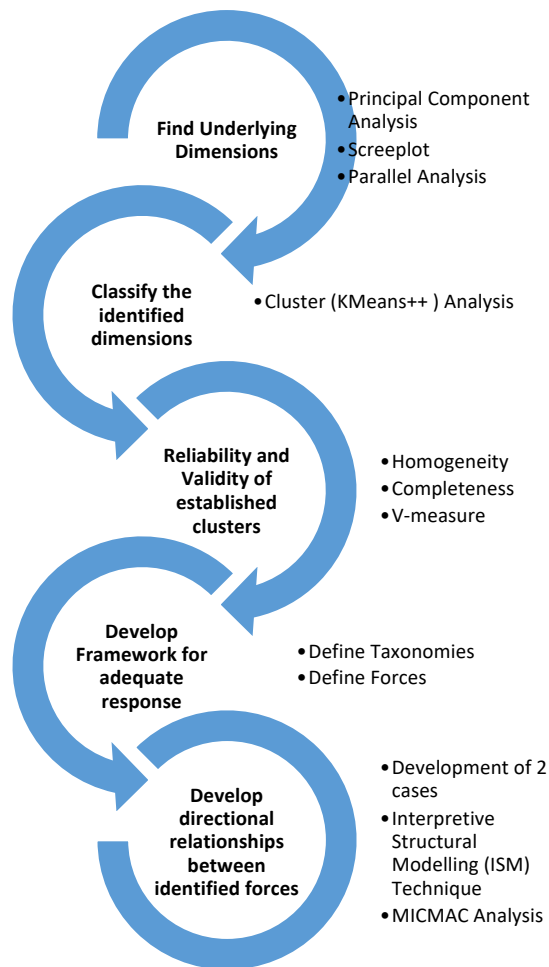 Find Underlying
Dimensions
•Principal Component
Analysis
•Screeplot
•Parallel Analysis
Classify the
identified
dimensions
•Cluster (KMeans++ ) Analysis
Reliability and
Validity of
established
clusters
•Homogeneity
•Completeness
•V-measure
Develop
Framework for
adequate
response
•Define Taxonomies
•Define Forces
Develop
directional
relationships
between
identified forces
•Development of 2
cases
•Interpretive
Structural
Modelling (ISM)
Technique
•MICMAC Analysis